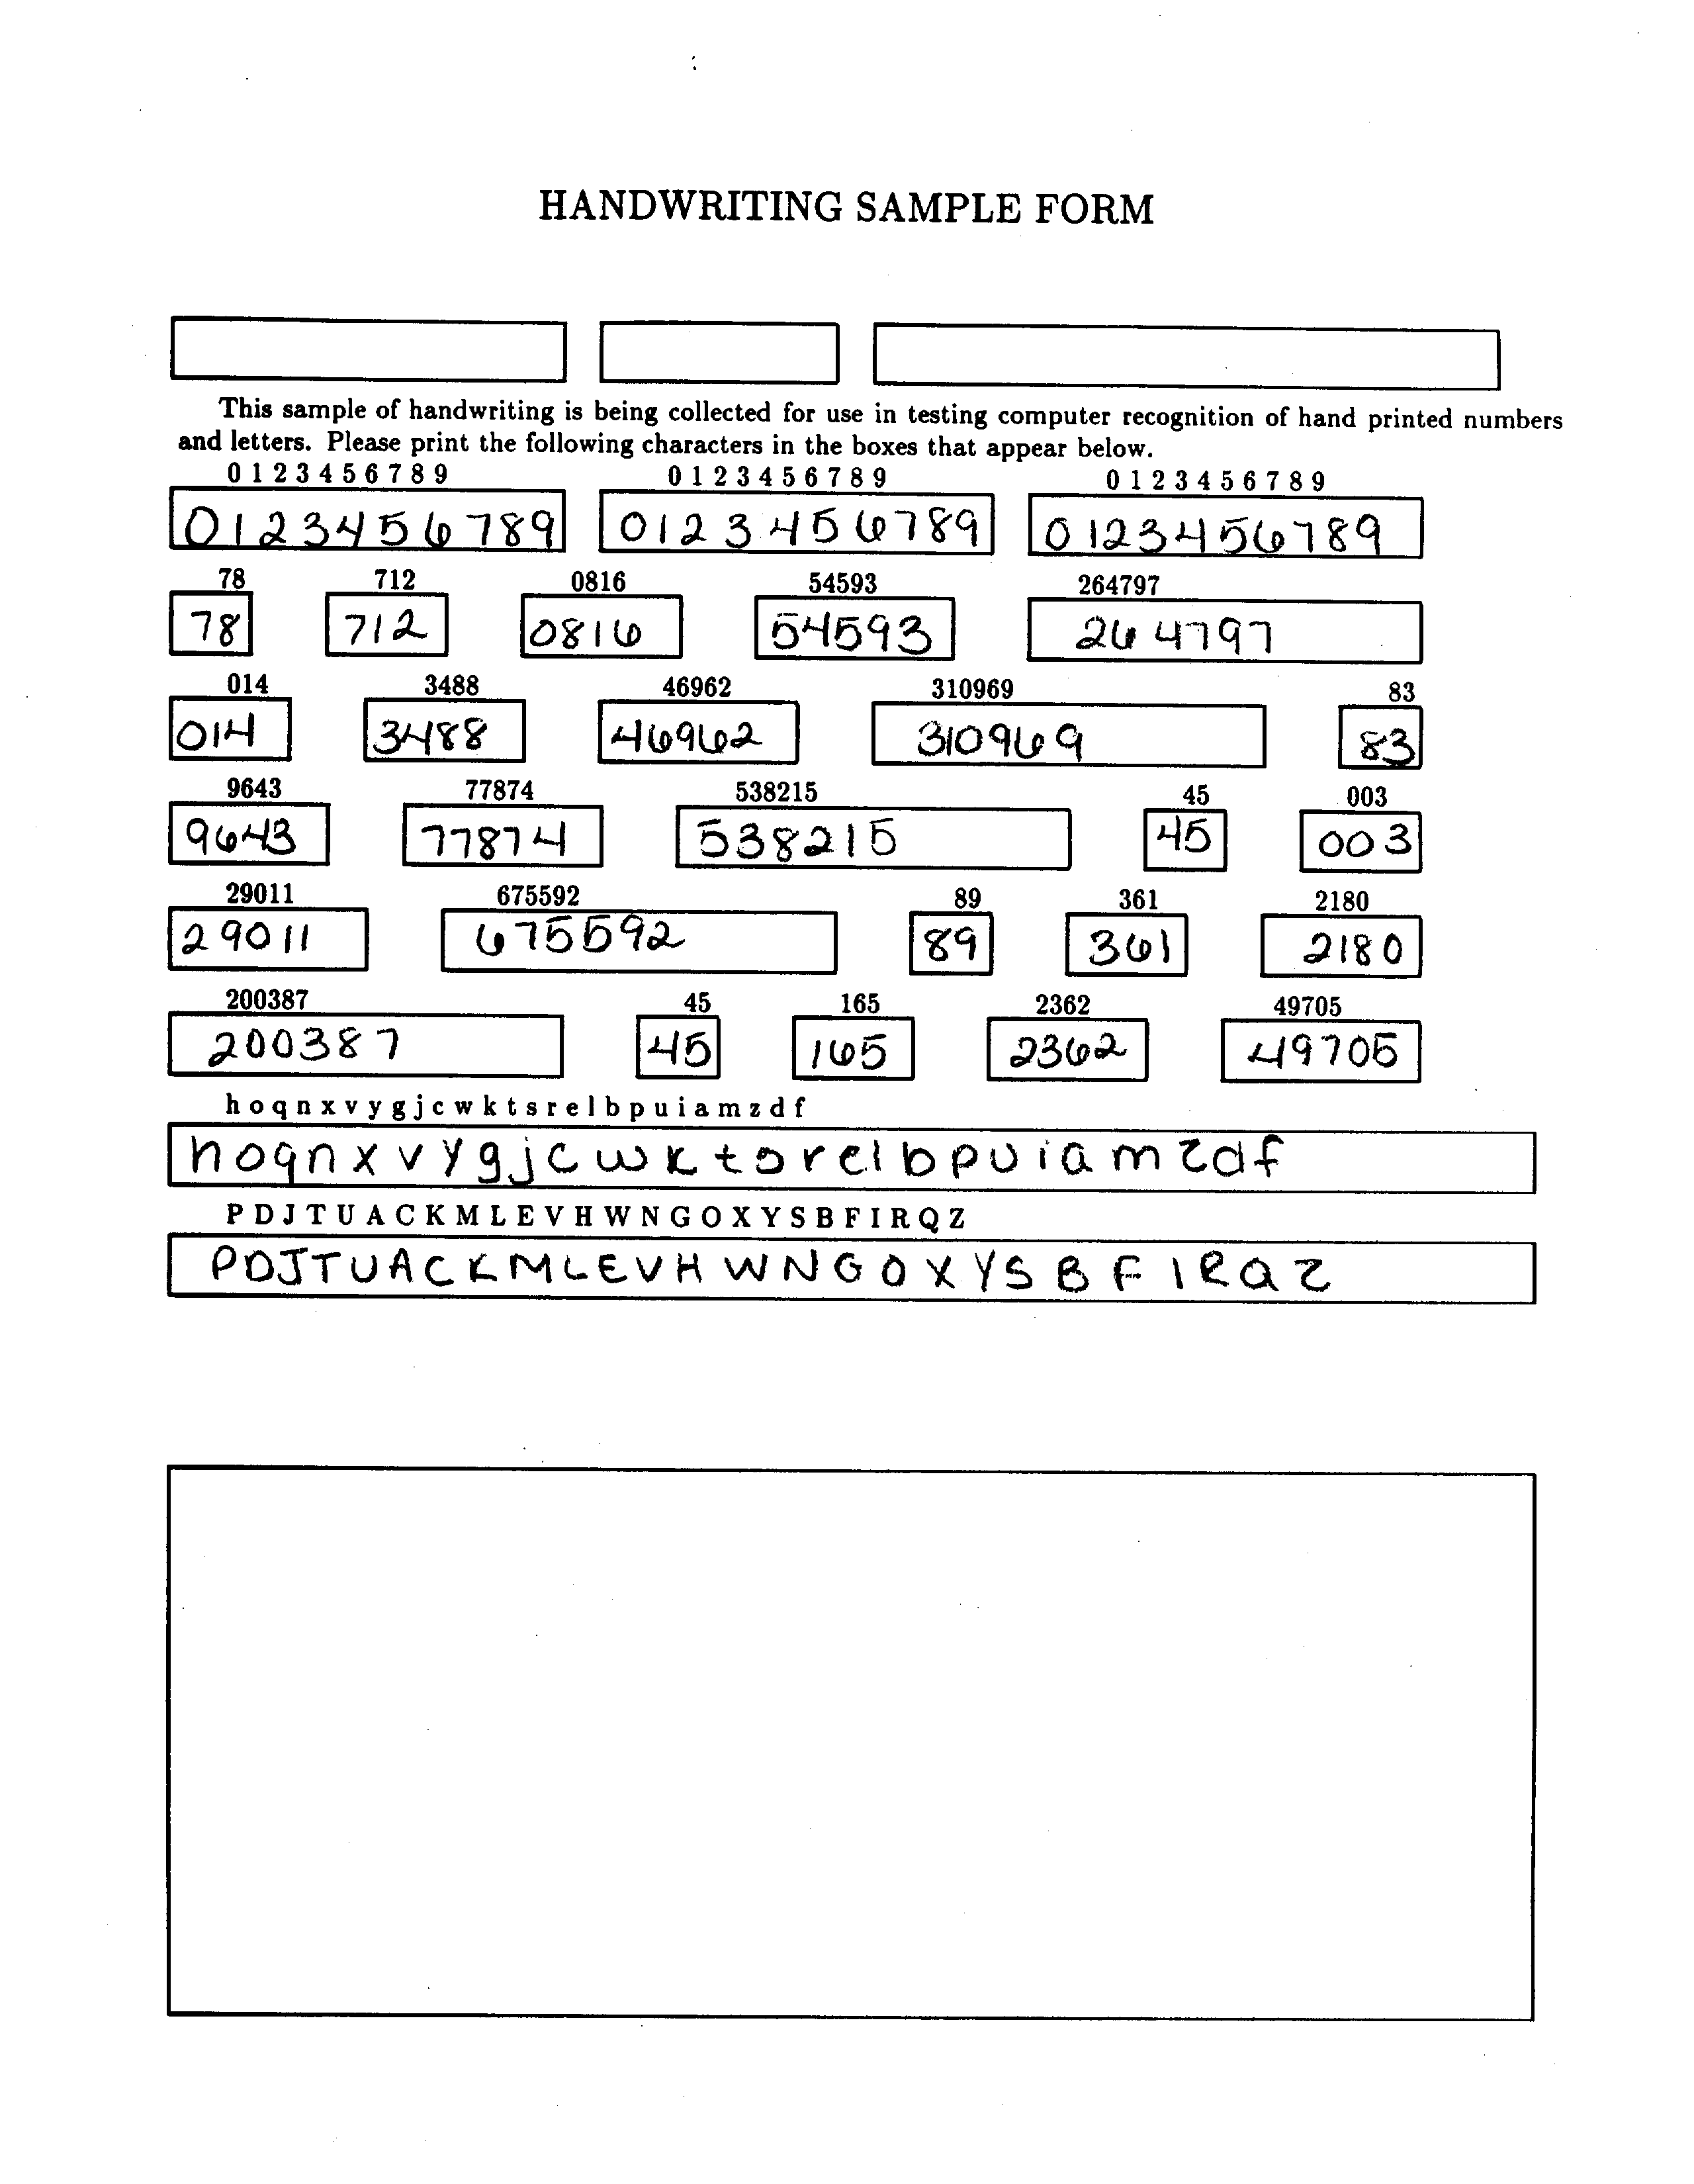 HANDWRITING SAMPLE FORM
This sample of handwriting is being collected for use in testing computer recognition of hand printed numbers
and letters. Please print the following characters in the boxes that appear below.
0 1 2 3 4 5 6 7 8 9 0 1 2 3 4 5 6 7 8 9 0 1 2 3 4 5 6 7 8 9
0123456789 0123456789 0123456789
78 712 0816 54593 264797
78 712 0816 54593 264797
014 3488 46962 310969 83
014 3488 46962 310969 83
9643 77874 538215 45 003
9643 77874 538215 45 003
29011 675592 89 361 2180
29011 675592 89 361 2180
200387 45 165 2362 49705
200387 45 165 2362 49705
h o q n x v y g j c w k t s r e l b p u i a m z d f
h o q n x v y g j c w k t s r e l b p u i a m z d f
P D J T U A C K M L E V H W N G O X Y S B F I R Q Z
P D J T U A C K M L E V H W N G O X Y S B F I R Q Z